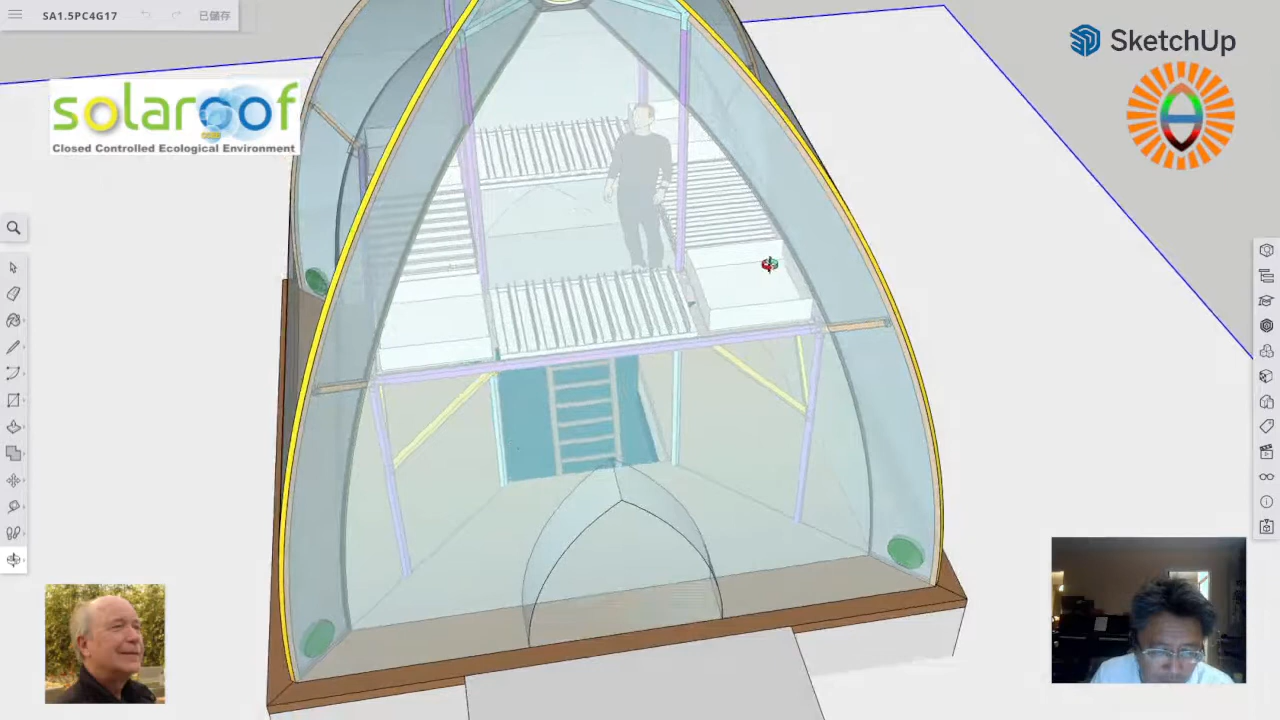 SA1.5PC4G17
已儲存
SketchUp
solaroof
Closed Controlled Ecological Environment